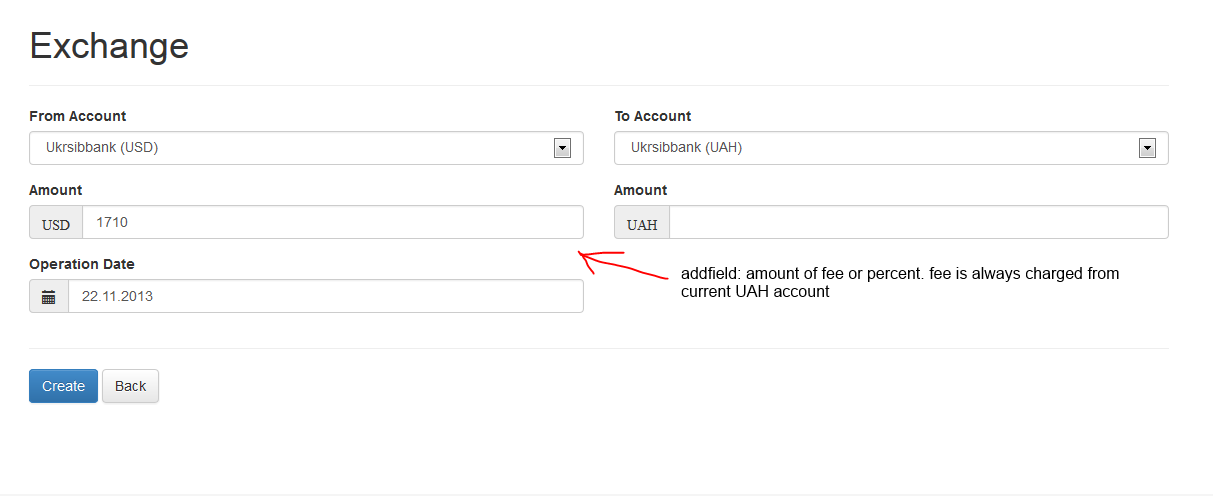 Exchange
From Account
To Account
Ukrsibbank (USD)
Ukrsibbank (UAH)
Amount
Amount
USD 1710
UAH
Operation Date
22.11.2013
addfield: amount of fee or percent. fee is always charged from
current UAH account
Create Back